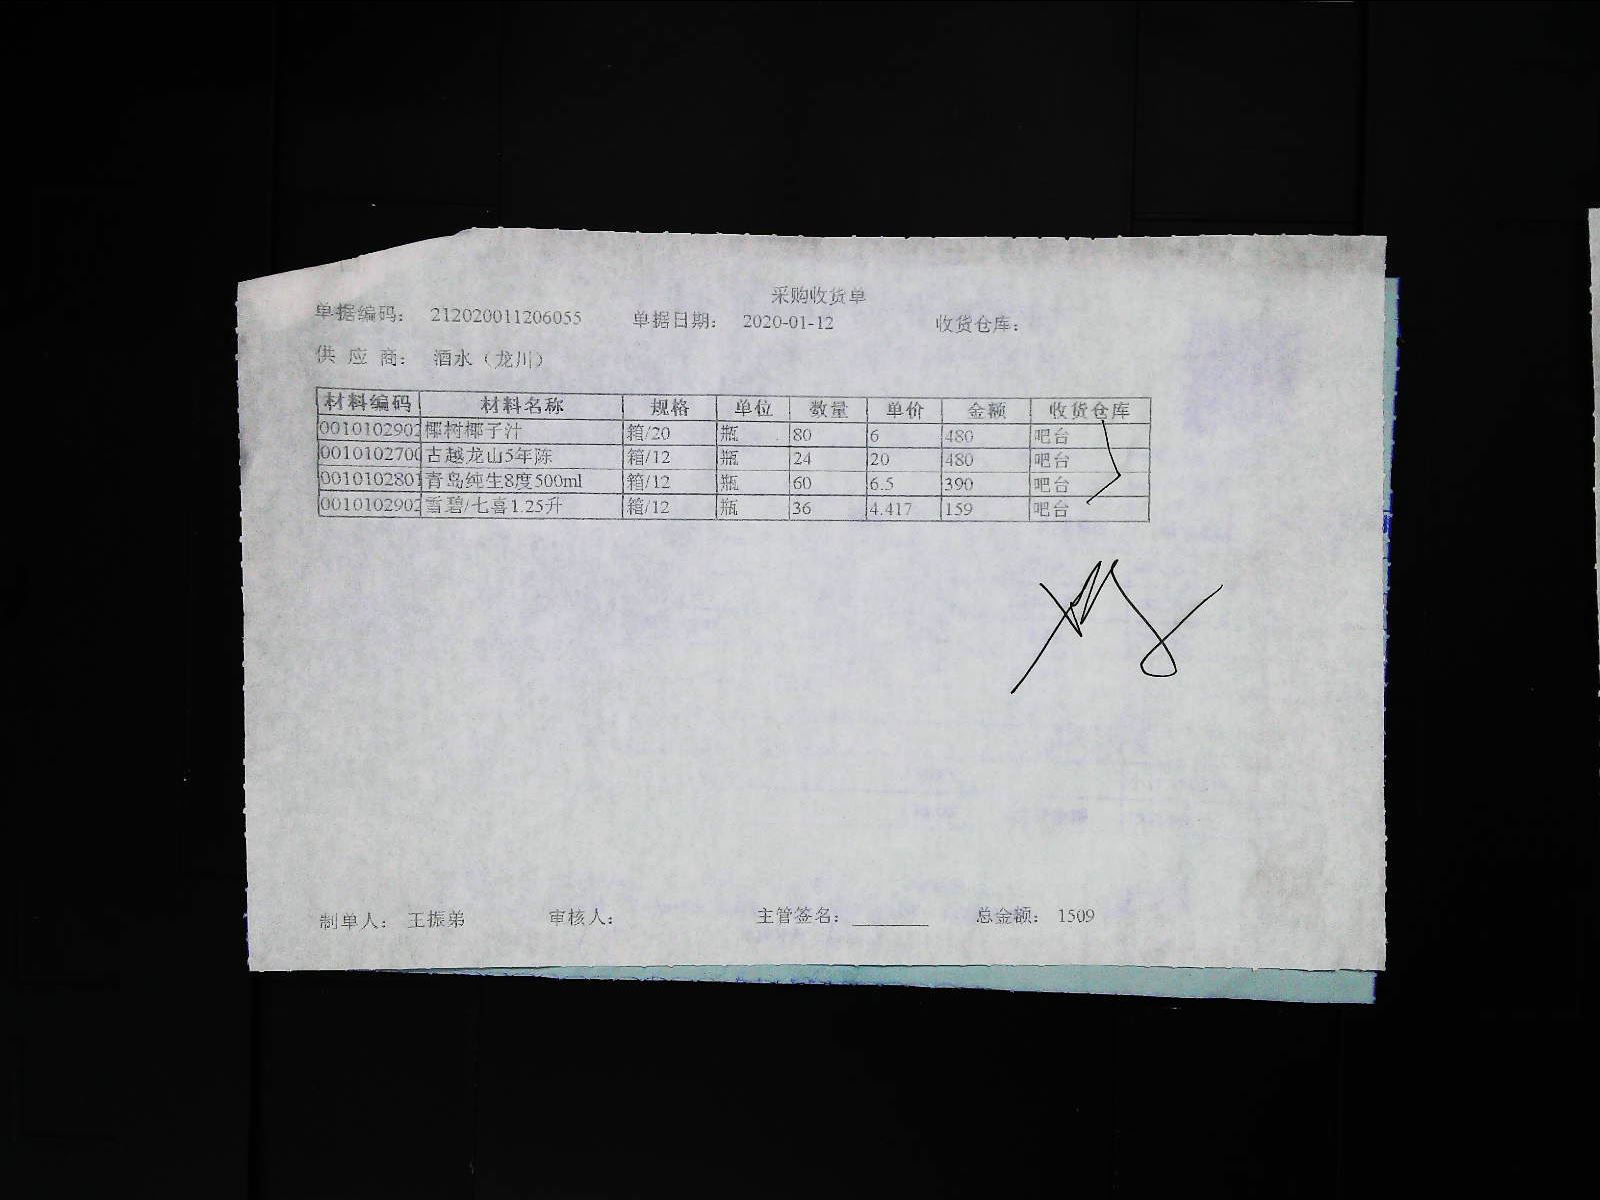 采购收货单
单据编码： 212020011206055 单据日期： 2020-01-12 收货仓库：
供 应 商： 酒水（龙川）
材料编码 材料名称 规格 单位 数量 单价 金额 收货仓库
0010102902 椰树椰子汁 箱/20 瓶 80 6 480 吧台
0010102700 古越龙山5年陈 箱/12 瓶 24 20 480 吧台
0010102801 青岛纯生8度500ml 箱/12 瓶 60 6.5 390 吧台
0010102902 雪碧/七喜1.25升 箱/12 瓶 36 4.417 159 吧台
制单人： 王振弟 审核人： 主管签名： 总金额： 1509